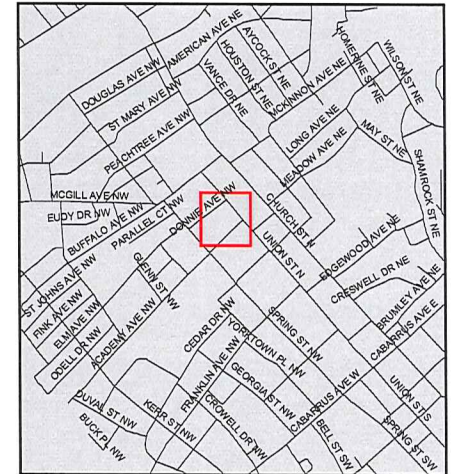 AMERICAN AVE NE
AYCOCK ST NE
HOUSTON ST NE
HOMERINE ST NE
WILSON ST NE
DOUGLAS AVE NW
VANCE DR NE
MCKINNON AVE NE
ST MARY AVE NW
LONG AVE NE
MAY ST NE
PEACHTREE AVE NW
MEADOW AVE NE
SHAMROCK ST NE
MCGILL AVE NW
DONNIE AVE NW
CHURCH ST N
EUDY DR NW
BUFFALO AVE NW
PARALLEL CT NW
UNION ST N
EDGEWOOD AVE NE
GLENN ST NW
CRESWELL DR NE
ST JOHNS AVE NW
FINK AVE NW
BRUMLEY AVE NE
ELM AVE NW
CEDAR DR NW
SPRING ST NW
CABARRUS AVE E
ODELL DR NW
ACADEMY AVE NW
YORKTOWN PL NW
FRANKLIN AVE NW
GEORGIA ST NW
CABARRUS AVE W
UNION ST S
DUVAL ST NW
KERR ST NW
CROWELL DR NW
BELL ST SW
SPRING ST SW
BUCK PL NW